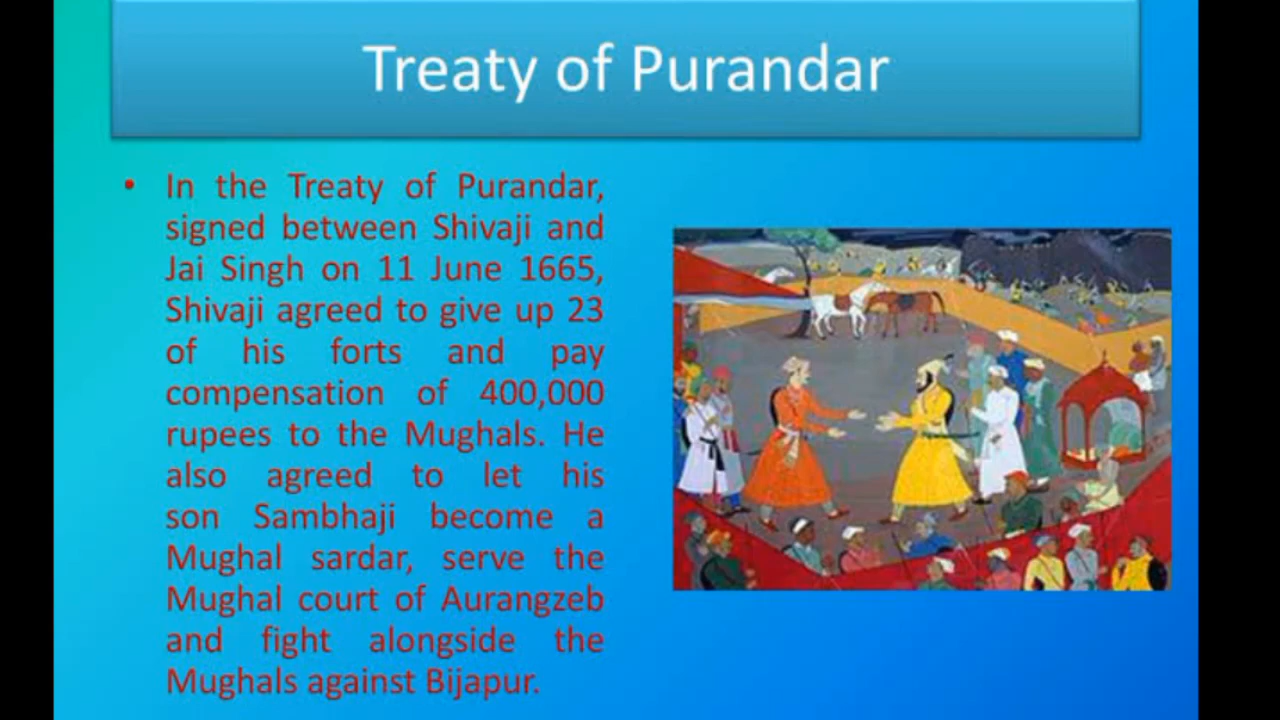 Treaty of Purandar
• In the Treaty of Purandar,
signed between Shivaji and
Jai Singh on 11 June 1665,
Shivaji agreed to give up 23
of his forts and pay
compensation of 400,000
rupees to the Mughals. He
also agreed to let his
son Sambhaji become a
Mughal sardar, serve the
Mughal court of Aurangzeb
and fight alongside the
Mughals against Bijapur.